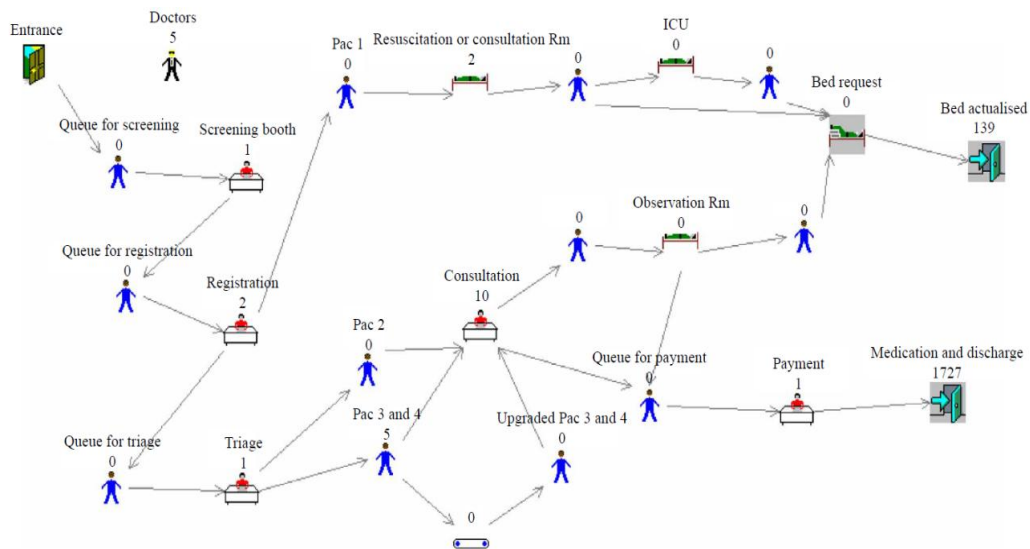 Entrance
Doctors
5
Pac 1
0
Resuscitation or consultation Rm
2
0
ICU
0
0
Bed request
0
Bed actualised
139
Queue for screening
0
Screening booth
1
Queue for registration
0
Registration
2
Consultation
10
0
Observation Rm
0
0
Pac 2
0
Queue for payment
0
Payment
1
Medication and discharge
1727
Queue for triage
0
Triage
1
Pac 3 and 4
5
Upgraded Pac 3 and 4
0
0